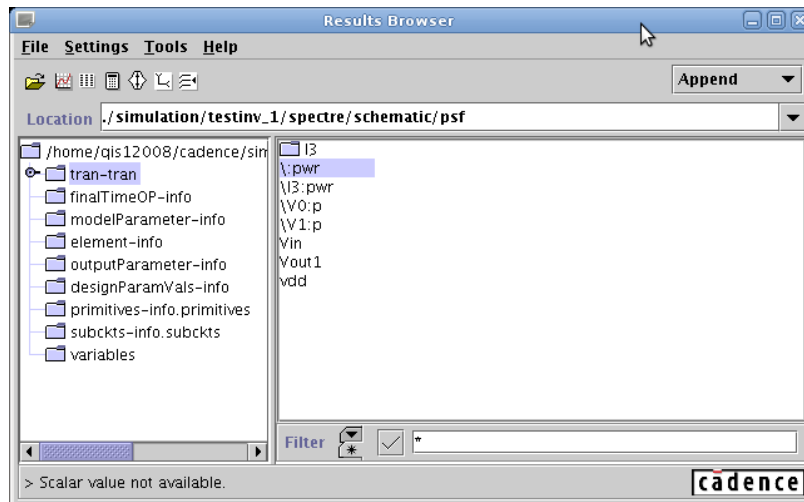 Results Browser
File Settings Tools Help
Append
Location ./simulation/testinv_1/spectre/schematic/psf
/home/qis12008/cadence/sim
tran-tran
finalTimeOP-info
modelParameter-info
element-info
outputParameter-info
designParamVals-info
primitives-info.primitives
subckts-info.subckts
variables
I3
\:pwr
\I3:pwr
\V0:p
\V1:p
Vin
Vout1
vdd
Filter *
> Scalar value not available.
cādence